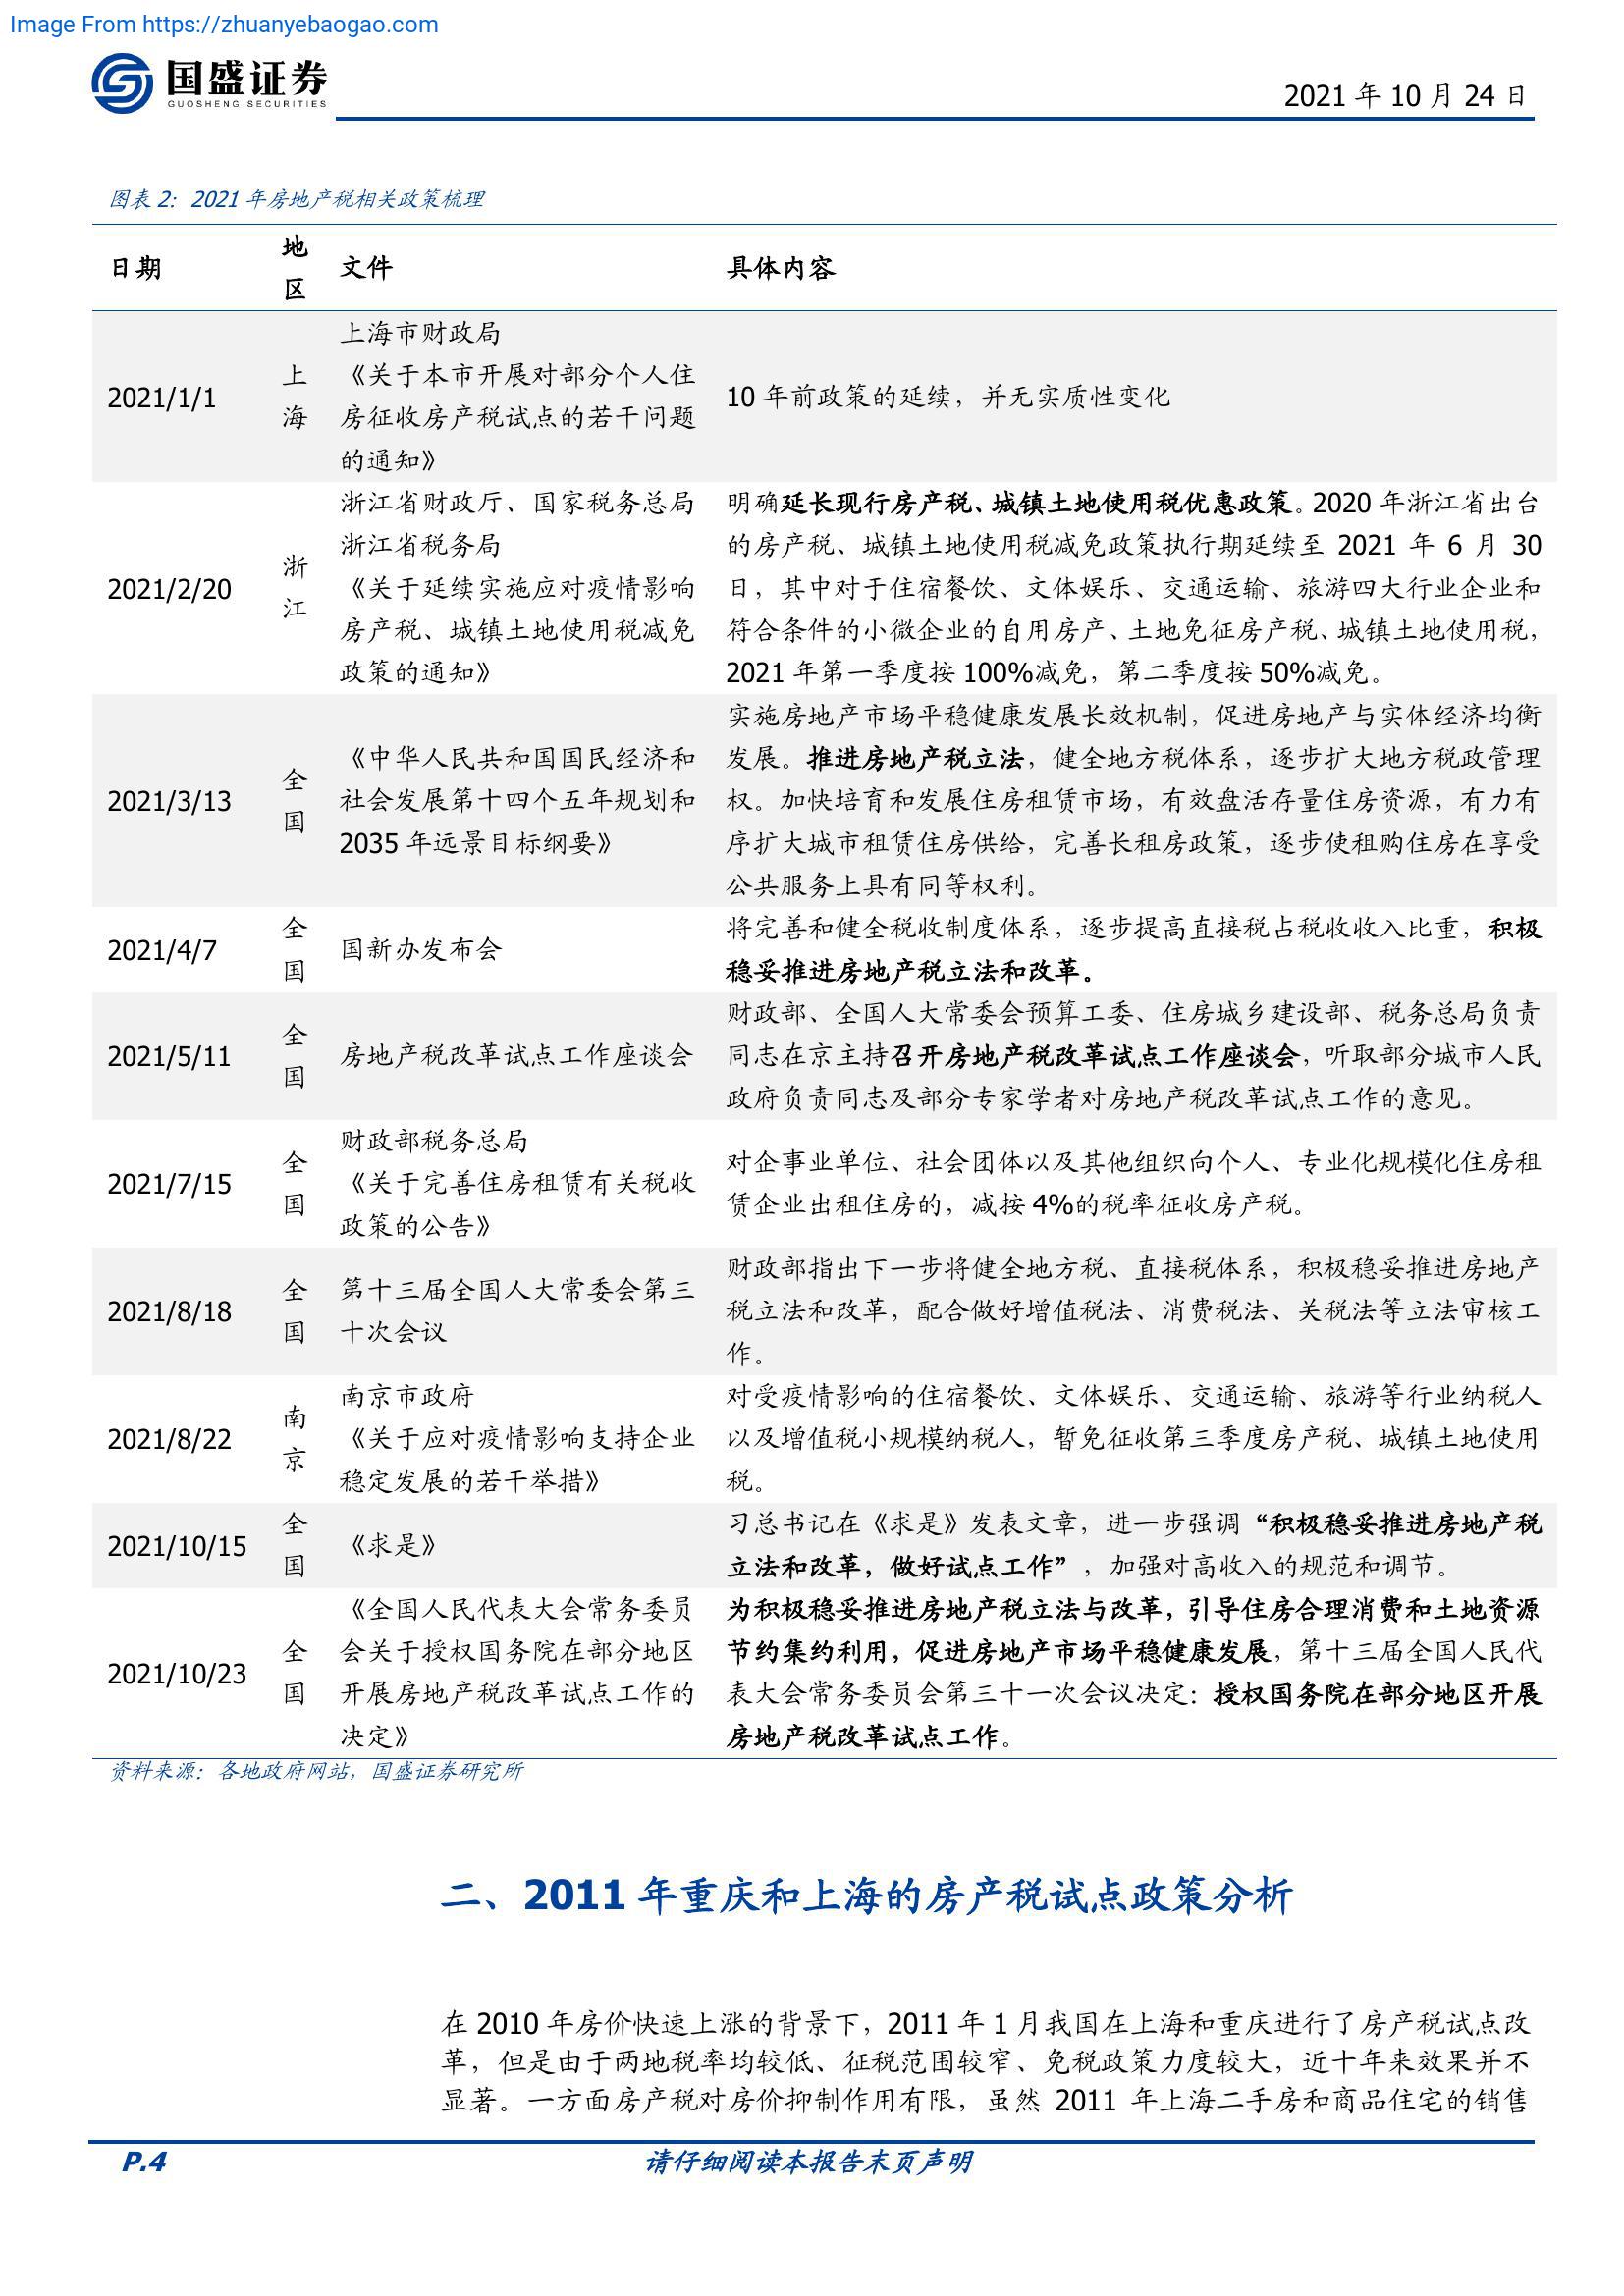 Image From https://zhuanyebaogao.com
国盛证券
GUOSHENG SECURITIES
2021 年 10 月 24 日
图表 2：2021 年房地产税相关政策梳理
日期 地区 文件 具体内容
2021/1/1
上海
上海市财政局
《关于本市开展对部分个人住
房征收房产税试点的若干问题
的通知》
10 年前政策的延续，并无实质性变化
2021/2/20
浙江
浙江省财政厅、国家税务总局
浙江省税务局
《关于延续实施应对疫情影响
房产税、城镇土地使用税减免
政策的通知》
明确延长现行房产税、城镇土地使用税优惠政策。2020 年浙江省出台
的房产税、城镇土地使用税减免政策执行期延续至 2021 年 6 月 30
日，其中对于住宿餐饮、文体娱乐、交通运输、旅游四大行业企业和
符合条件的小微企业的自用房产、土地免征房产税、城镇土地使用税，
2021 年第一季度按 100%减免，第二季度按 50%减免。
2021/3/13
全国
《中华人民共和国国民经济和
社会发展第十四个五年规划和
2035 年远景目标纲要》
实施房地产市场平稳健康发展长效机制，促进房地产与实体经济均衡
发展。推进房地产税立法，健全地方税体系，逐步扩大地方税政管理
权。加快培育和发展住房租赁市场，有效盘活存量住房资源，有力有
序扩大城市租赁住房供给，完善长租房政策，逐步使租购住房在享受
公共服务上具有同等权利。
2021/4/7
全国
国新办发布会
将完善和健全税收制度体系，逐步提高直接税占税收收入比重，积极
稳妥推进房地产税立法和改革。
2021/5/11
全国
房地产税改革试点工作座谈会
财政部、全国人大常委会预算工委、住房城乡建设部、税务总局负责
同志在京主持召开房地产税改革试点工作座谈会，听取部分城市人民
政府负责同志及部分专家学者对房地产税改革试点工作的意见。
2021/7/15
全国
财政部税务总局
《关于完善住房租赁有关税收
政策的公告》
对企事业单位、社会团体以及其他组织向个人、专业化规模化住房租
赁企业出租住房的，减按 4%的税率征收房产税。
2021/8/18
全国
第十三届全国人大常委会第三
十次会议
财政部指出下一步将健全地方税、直接税体系，积极稳妥推进房地产
税立法和改革，配合做好增值税法、消费税法、关税法等立法审核工
作。
2021/8/22
南京
南京市政府
《关于应对疫情影响支持企业
稳定发展的若干举措》
对受疫情影响的住宿餐饮、文体娱乐、交通运输、旅游等行业纳税人
以及增值税小规模纳税人，暂免征收第三季度房产税、城镇土地使用
税。
2021/10/15
全国
《求是》
习总书记在《求是》发表文章，进一步强调“积极稳妥推进房地产税
立法和改革，做好试点工作”，加强对高收入的规范和调节。
2021/10/23
全国
《全国人民代表大会常务委员
会关于授权国务院在部分地区
开展房地产税改革试点工作的
决定》
为积极稳妥推进房地产税立法与改革，引导住房合理消费和土地资源
节约集约利用，促进房地产市场平稳健康发展，第十三届全国人民代
表大会常务委员会第三十一次会议决定：授权国务院在部分地区开展
房地产税改革试点工作。
资料来源：各地政府网站，国盛证券研究所
二、2011 年重庆和上海的房产税试点政策分析
在 2010 年房价快速上涨的背景下，2011 年 1 月我国在上海和重庆进行了房产税试点改
革，但是由于两地税率均较低、征税范围较窄、免税政策力度较大，近十年来效果并不
显著。一方面房产税对房价抑制作用有限，虽然 2011 年上海二手房和商品住宅的销售
P.4
请仔细阅读本报告末页声明